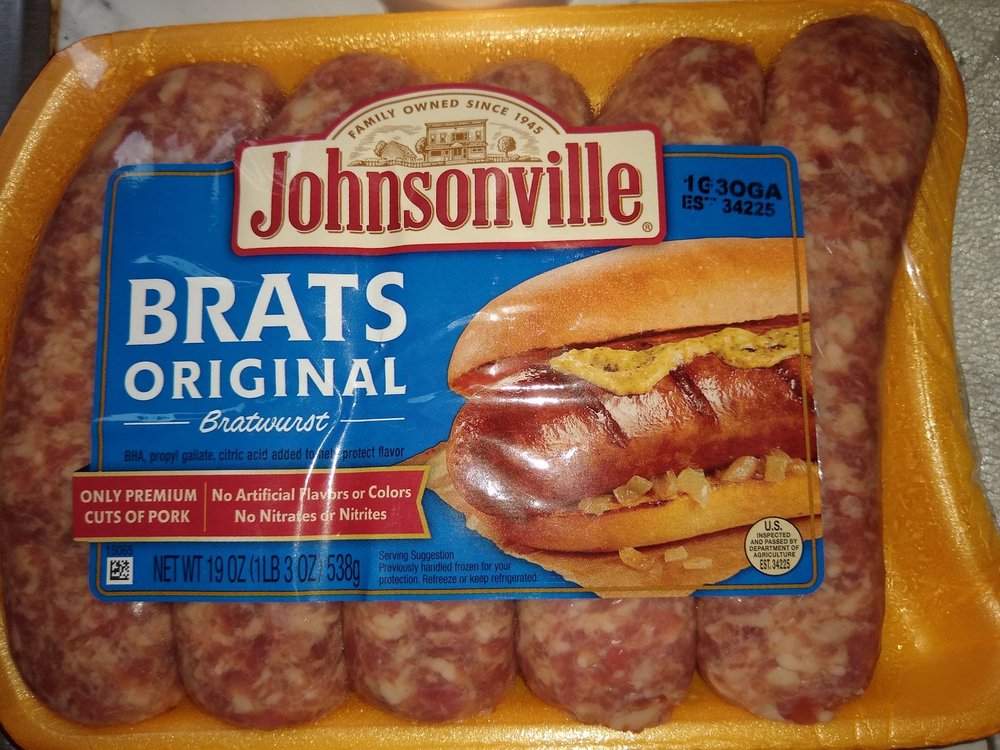 FAMILY OWNED SINCE 1945
Johnsonville®
1G3OGA
EST 34225
BRATS
ORIGINAL
Bratwurst
BHA, propyl gallate, citric acid added to help protect flavor
ONLY PREMIUM
CUTS OF PORK
No Artificial Flavors or Colors
No Nitrates or Nitrites
15065
NET WT 19 OZ (1LB 3 OZ) 538g
Serving Suggestion
Previously handled frozen for your
protection. Refreeze or keep refrigerated.
U.S.
INSPECTED
AND PASSED BY
DEPARTMENT OF
AGRICULTURE
EST. 34225